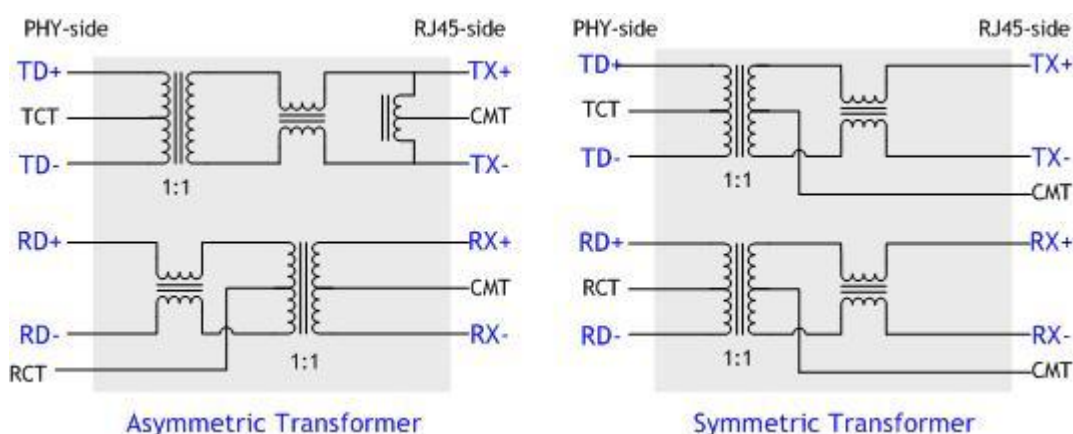 PHY-side RJ45-side PHY-side RJ45-side
TD+ TX+ TD+ TX+
TCT CMT TCT
TD- TX- TD- TX-
1:1 1:1 CMT
RD+ RX+ RD+ RX+
CMT RCT
RD- RX- RD- RX-
RCT 1:1 1:1 CMT
Asymmetric Transformer Symmetric Transformer